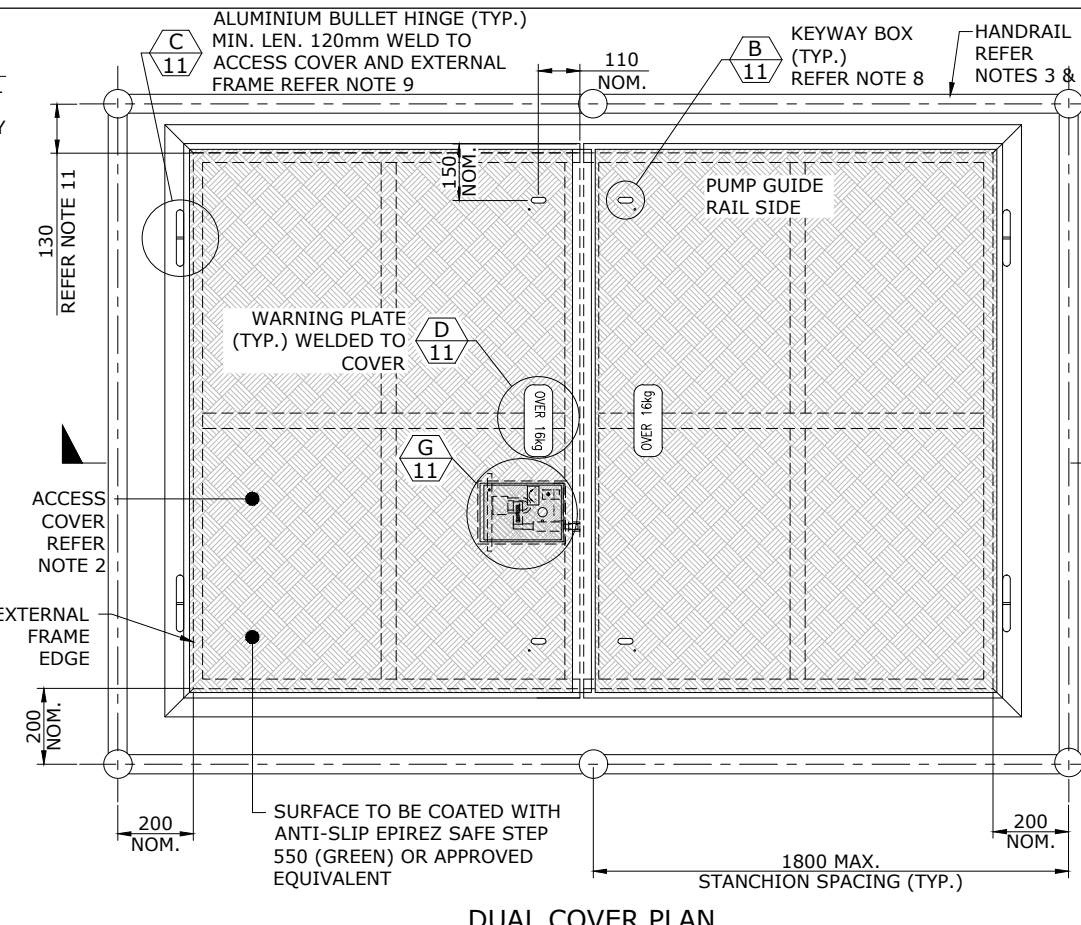 ALUMINIUM BULLET HINGE (TYP.)
MIN. LEN. 120mm WELD TO
ACCESS COVER AND EXTERNAL
FRAME REFER NOTE 9
C
11
110
NOM.
B
11
KEYWAY BOX
(TYP.)
REFER NOTE 8
HANDRAIL
REFER
NOTES 3 &
Y
130
REFER NOTE 11
150
NOM.
PUMP GUIDE
RAIL SIDE
WARNING PLATE
(TYP.) WELDED TO
COVER
D
11
OVER 16kg
OVER 16kg
G
11
ACCESS
COVER
REFER
NOTE 2
EXTERNAL
FRAME
EDGE
200
NOM.
200
NOM.
SURFACE TO BE COATED WITH
ANTI-SLIP EPIREZ SAFE STEP
550 (GREEN) OR APPROVED
EQUIVALENT
1800 MAX.
STANCHION SPACING (TYP.)
200
NOM.
DUAL COVER PLAN